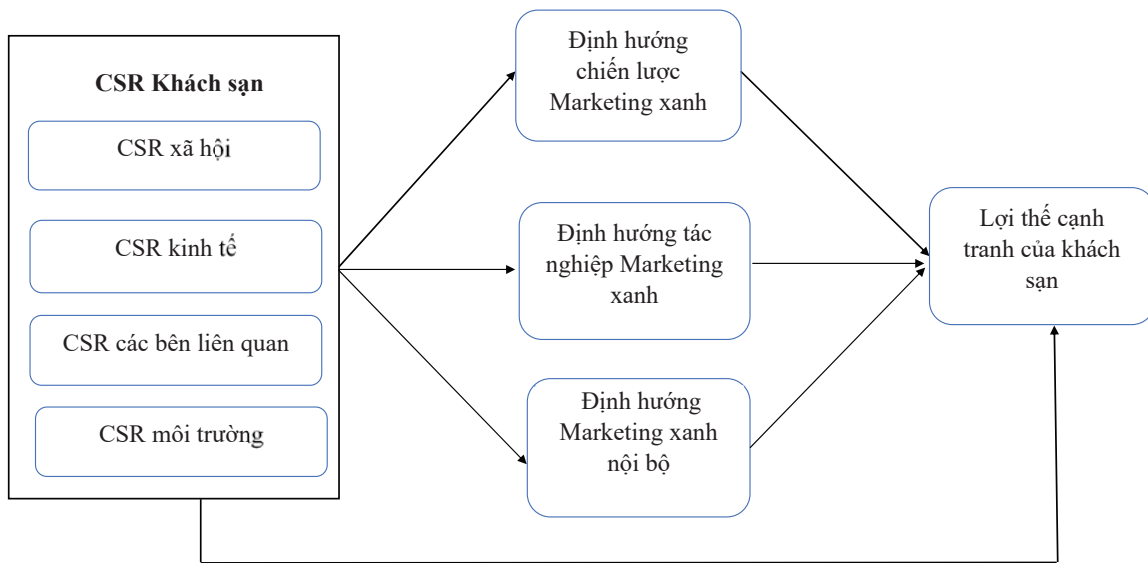 CSR Khách sạn
CSR xã hội
CSR kinh tế
CSR các bên liên quan
CSR môi trường
Định hướng
chiến lược
Marketing xanh
Định hướng tác
nghiệp Marketing
xanh
Định hướng
Marketing xanh
nội bộ
Lợi thế cạnh
tranh của khách
sạn